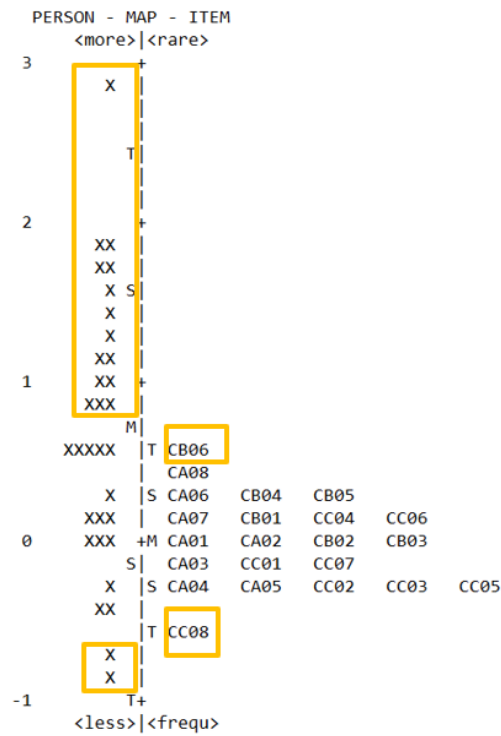 PERSON - MAP - ITEM
<more>|<rare>
3 +
X |
|
|
T|
|
|
2 +
XX |
XX |
X S|
X |
X |
XX |
XX +
1 XXX |
M|
XXXXX |T CB06
| CA08
X |S CA06 CB04 CB05
XXX | CA07 CB01 CC04 CC06
0 XXX +M CA01 CA02 CB02 CB03
S| CA03 CC01 CC07
X |S CA04 CA05 CC02 CC03 CC05
XX |
|T CC08
X |
X |
-1 T+
<less>|<frequ>